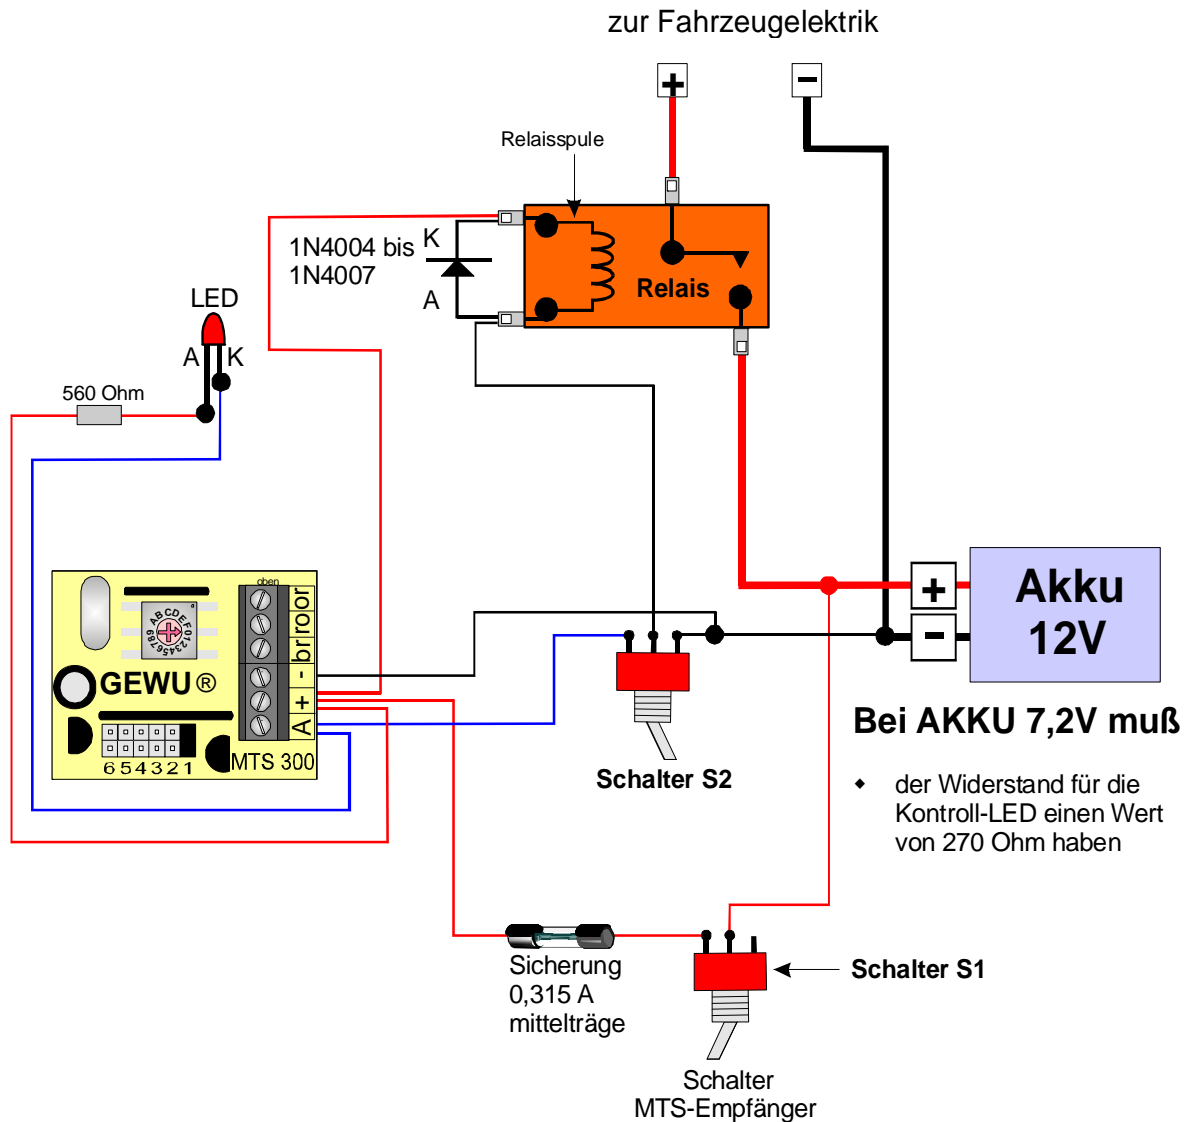 zur Fahrzeugelektrik
+
−
Relaisspule
1N4004 bis
1N4007
K
A
Relais
LED
A
K
560 Ohm
oben
or
ro
br
-
+
A
ABCDEF0123456789
GEWU ®
654321
MTS 300
Schalter S2
+
−
Akku
12V
Bei AKKU 7,2V muß
◆ der Widerstand für die
Kontroll-LED einen Wert
von 270 Ohm haben
Sicherung
0,315 A
mittelträge
Schalter S1
Schalter
MTS-Empfänger